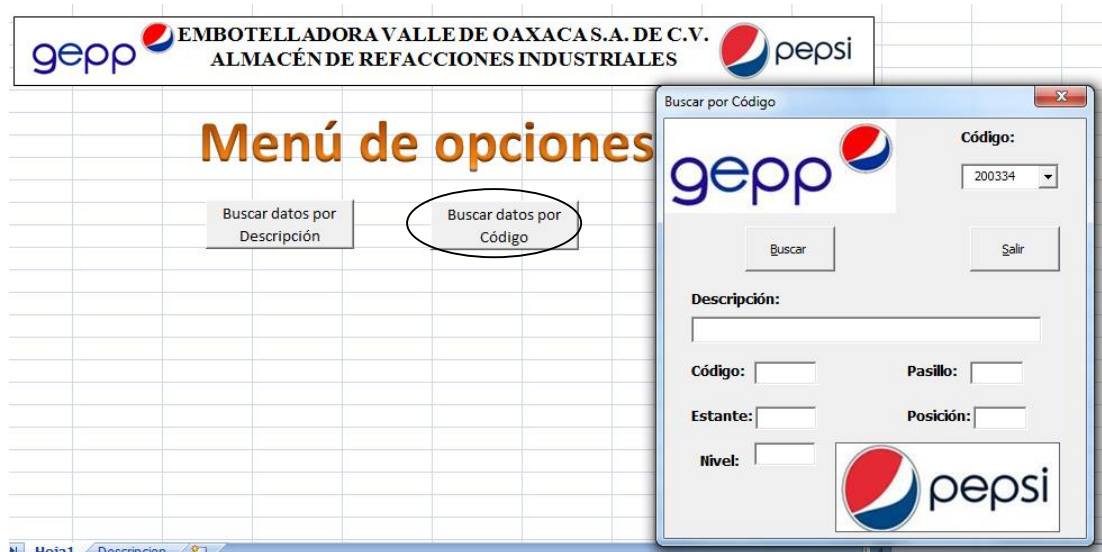 gepp
EMBOTELLADORA VALLE DE OAXACA S.A. DE C.V.
ALMACÉN DE REFACCIONES INDUSTRIALES
pepsi
Menú de opciones
Buscar datos por
Descripción
Buscar datos por
Código
Buscar por Código
gepp
Código:
200334
Buscar
Salir
Descripción:
Código:
Pasillo:
Estante:
Posición:
Nivel:
pepsi
Hoja1
Descripcion